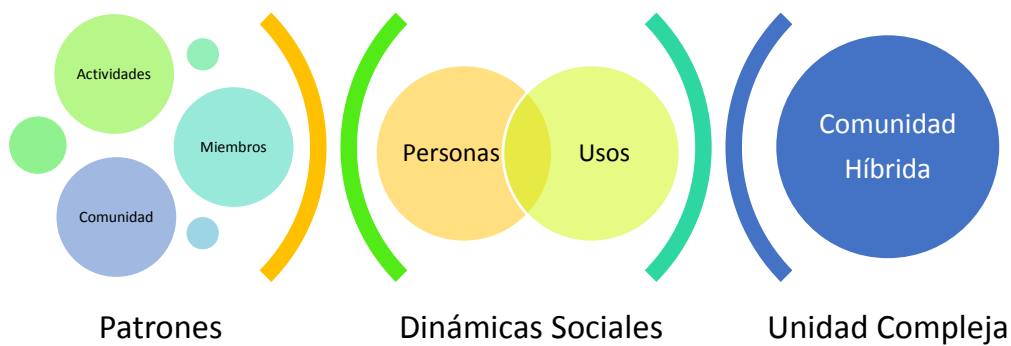 Actividades
Miembros
Comunidad
Personas
Usos
Comunidad
Híbrida
Patrones
Dinámicas Sociales
Unidad Compleja